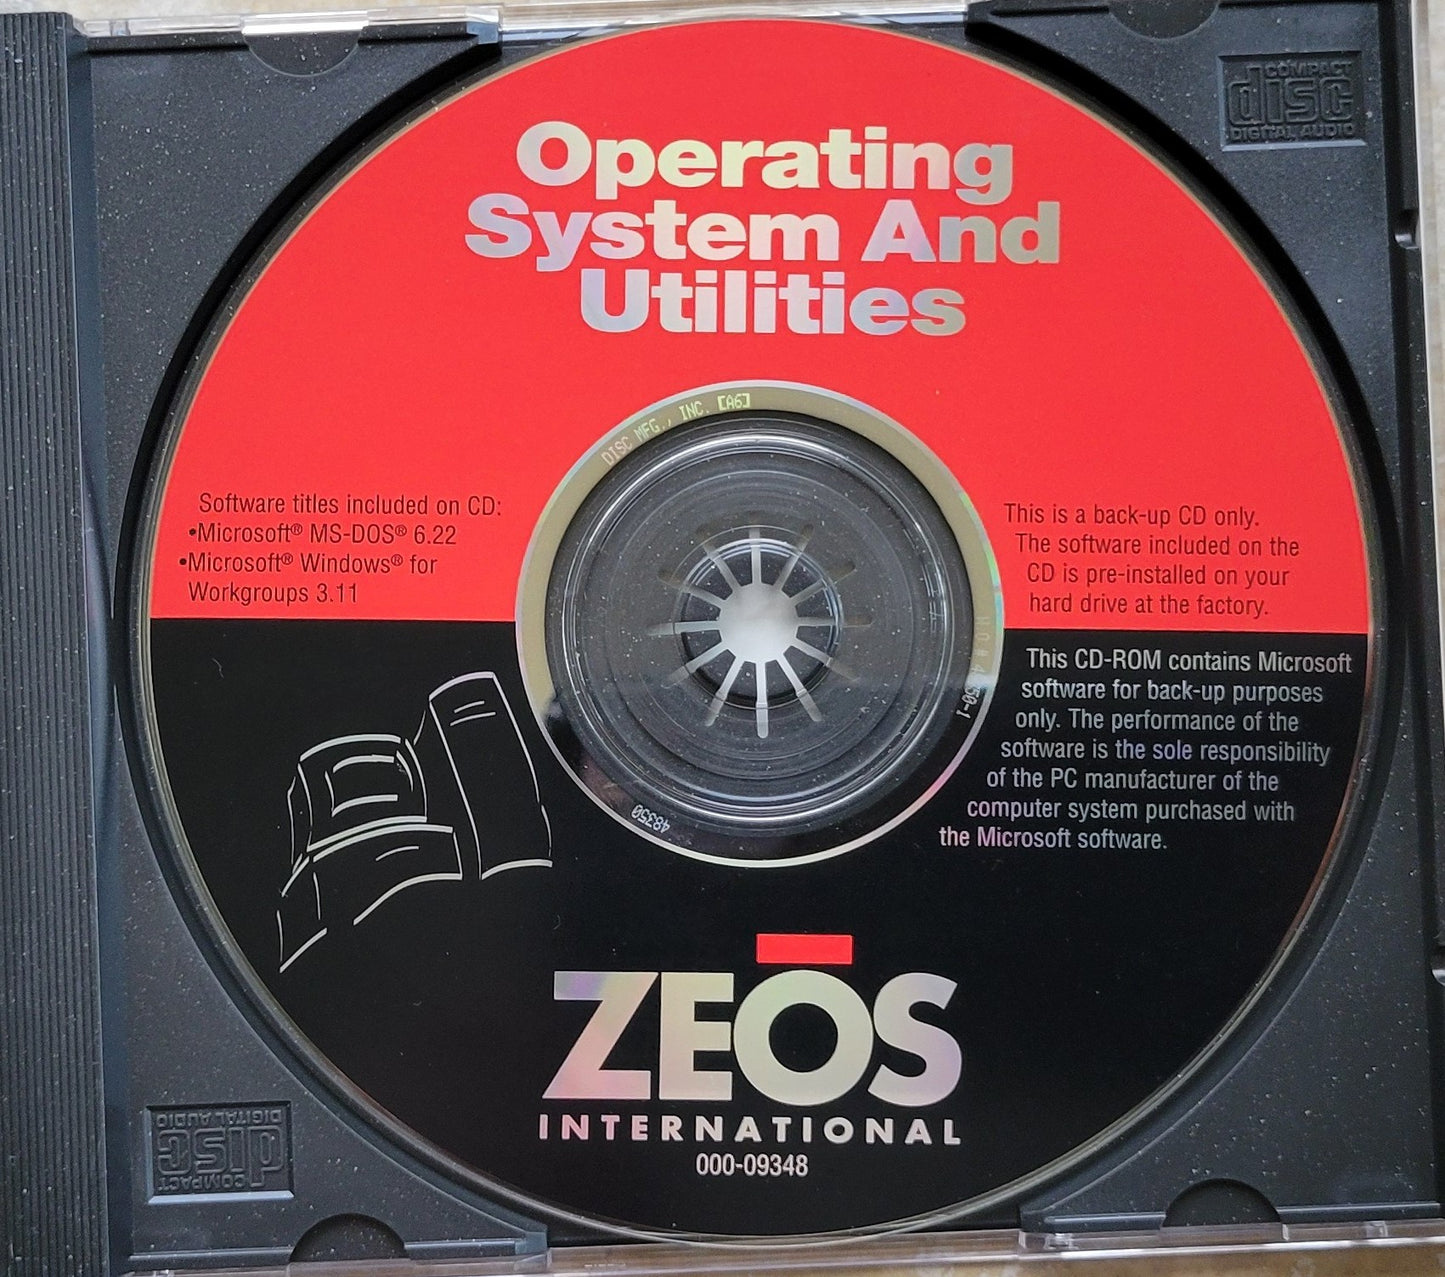 COMPACT
disc
DIGITAL AUDIO
Operating
System And
Utilities
DISC MFG., INC. [A6]
Software titles included on CD:
•Microsoft® MS-DOS® 6.22
•Microsoft® Windows® for
Workgroups 3.11
This is a back-up CD only.
The software included on the
CD is pre-installed on your
hard drive at the factory.
This CD-ROM contains Microsoft
software for back-up purposes
only. The performance of the
software is the sole responsibility
of the PC manufacturer of the
computer system purchased with
the Microsoft software.
48350
ZEOS
INTERNATIONAL
000-09348
COMPACT
disc
DIGITAL AUDIO